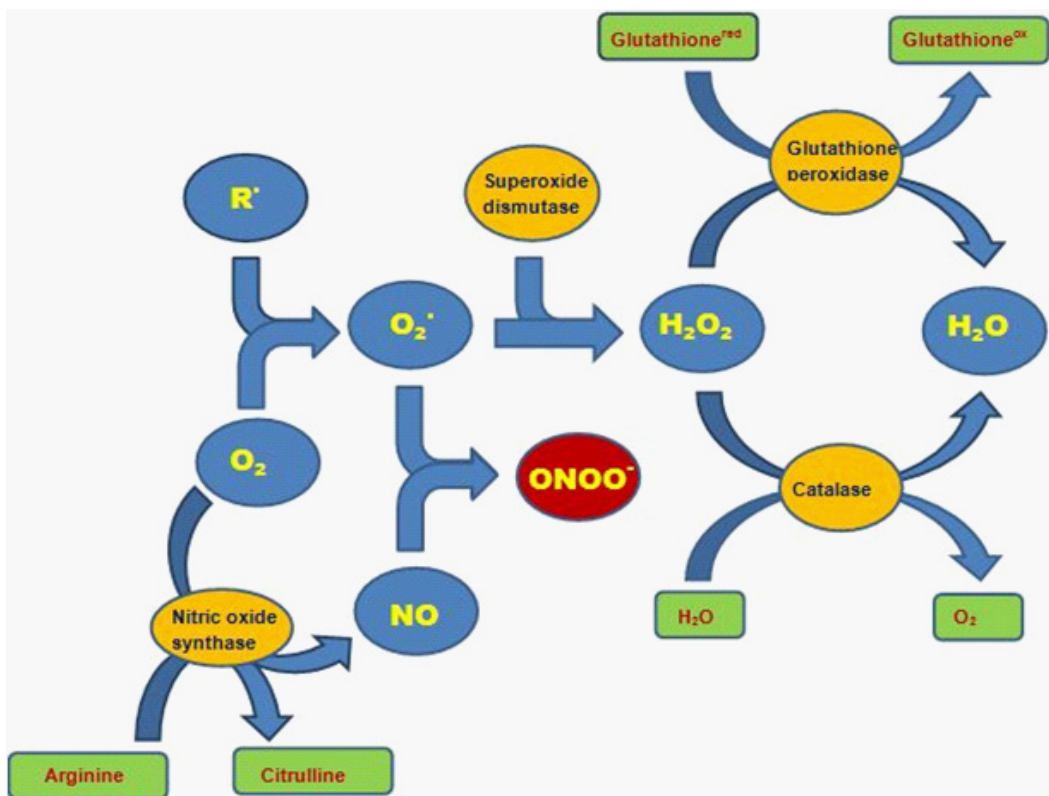 Glutathione^red
Glutathione^ox
Glutathione
peroxidase
Superoxide
dismutase
R˙
O₂˙
H₂O₂
H₂O
O₂
ONOO⁻
Catalase
NO
Nitric oxide
synthase
H₂O
O₂
Arginine
Citrulline